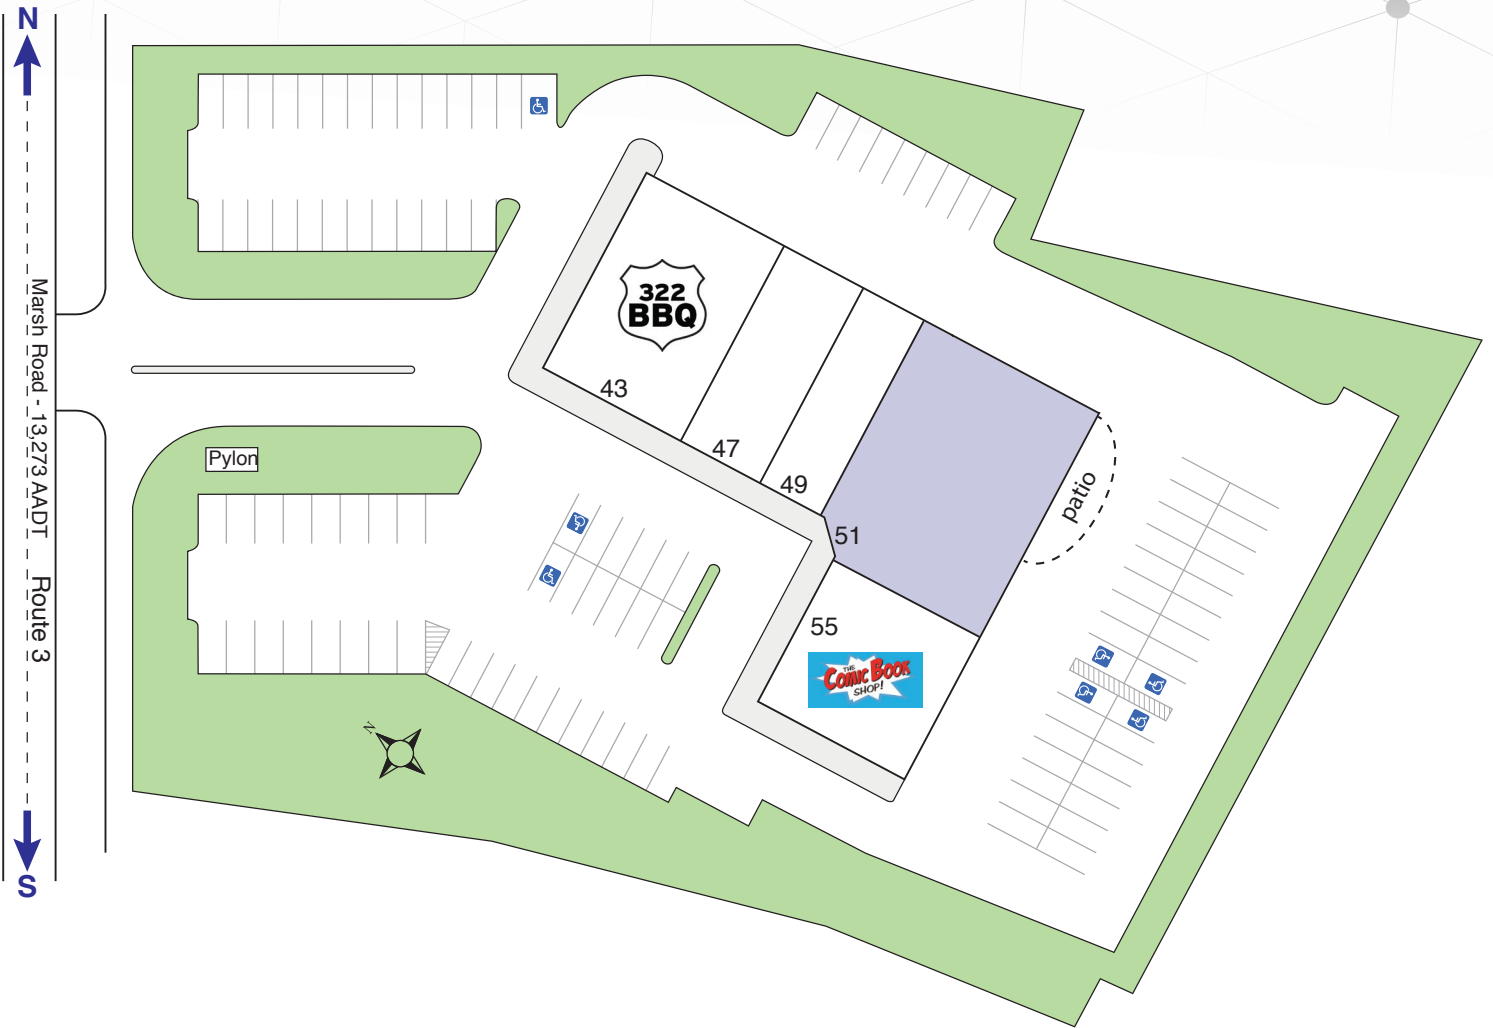 N
Marsh Road - 13,273 AADT Route 3
S
Pylon
N
322
BBQ
43
47
49
51
patio
55
THE
COMIC BOOK
SHOP!